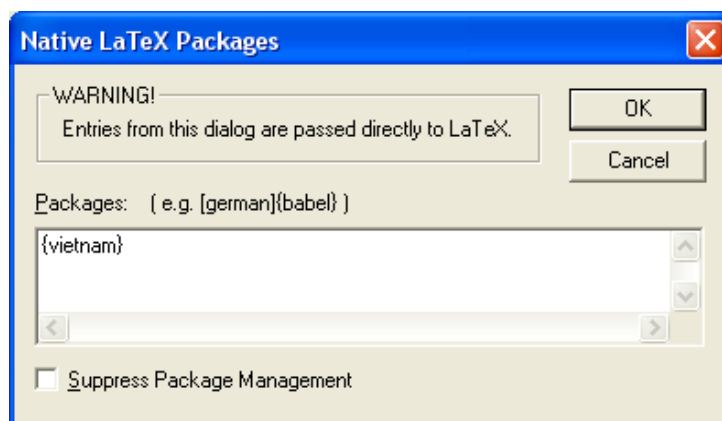 Native LaTeX Packages
WARNING!
Entries from this dialog are passed directly to LaTeX.
OK
Cancel
Packages: ( e.g. [german]{babel} )
{vietnam}
Suppress Package Management